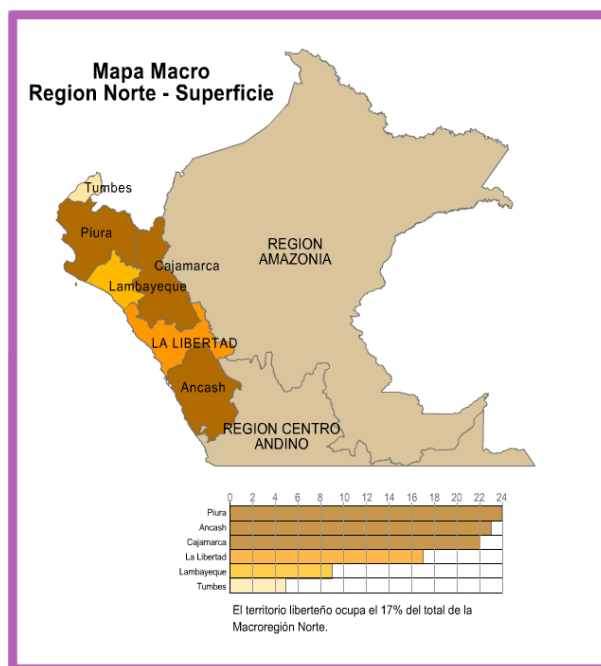 Mapa Macro
Region Norte - Superficie
Tumbes
Piura
Cajamarca
Lambayeque
LA LIBERTAD
Ancash
REGION
AMAZONIA
REGION CENTRO
ANDINO
0 2 4 6 8 10 12 14 16 18 20 22 24
Piura
Ancash
Cajamarca
La Libertad
Lambayeque
Tumbes
El territorio liberteño ocupa el 17% del total de la
Macroregión Norte.